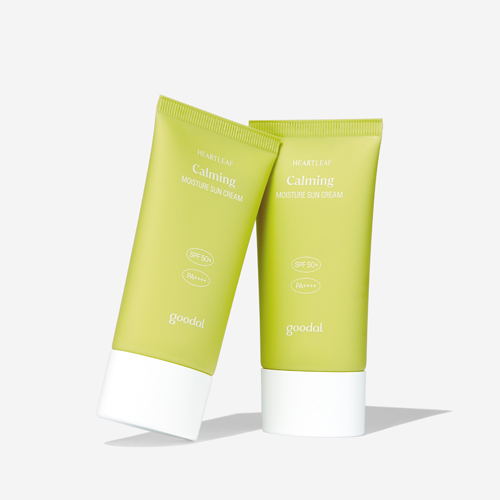 HEARTLEAF
Calming
MOISTURE SUN CREAM
SPF 50+
PA++++
goodal
HEARTLEAF
Calming
MOISTURE SUN CREAM
SPF 50+
PA++++
goodal